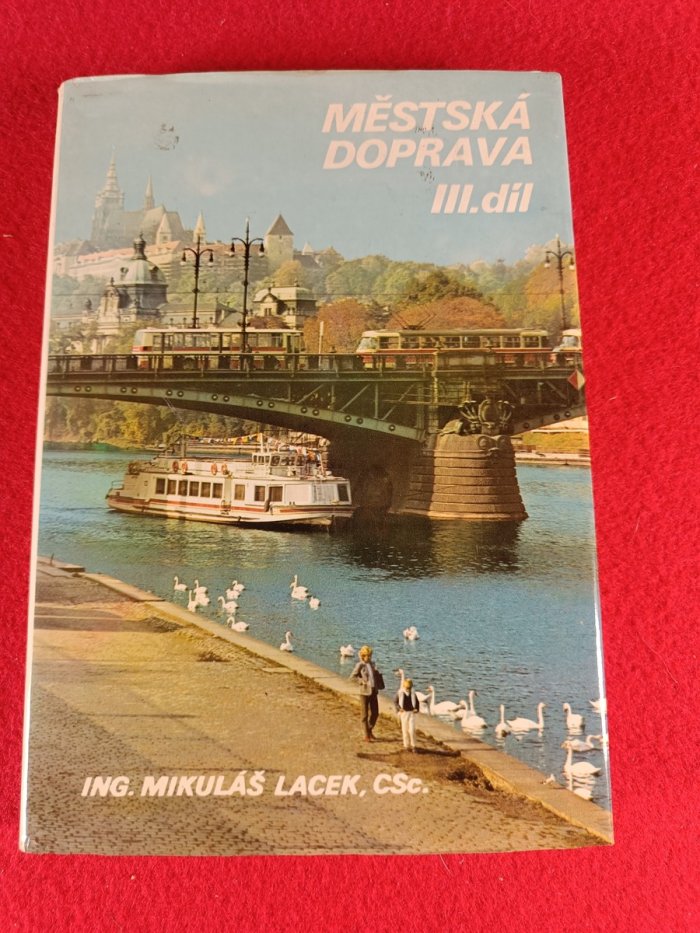 MĚSTSKÁ
DOPRAVA
III.díl
ING. MIKULÁŠ LACEK, CSc.